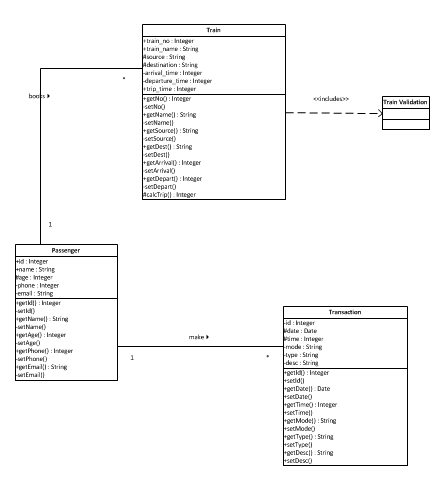 Train
+train_no : Integer
+train_name : String
#source : String
#destination : String
-arrival_time : Integer
-departure_time : Integer
+trip_time : Integer
+getNo() : Integer
-setNo()
+getName() : String
-setName()
+getSource() : String
-setSource()
+getDest() : String
-setDest()
+getArrival() : Integer
-setArrival()
+getDepart() : Integer
-setDepart()
#calcTrip() : Integer
*
books
<<includes>>
Train Validation
1
Passenger
+id : Integer
+name : String
#age : Integer
-phone : Integer
-email : String
+getId() : Integer
-setId()
+getName() : String
-setName()
+getAge() : Integer
-setAge()
+getPhone() : Integer
-setPhone()
+getEmail() : String
-setEmail()
make
1
*
Transaction
-id : Integer
#date : Date
#time : Integer
-mode : String
-type : String
-desc : String
+getId() : Integer
+setId()
+getDate() : Date
+setDate()
+getTime() : Integer
+setTime()
+getMode() : String
+setMode()
+getType() : String
+setType()
+getDesc() : String
+setDesc()